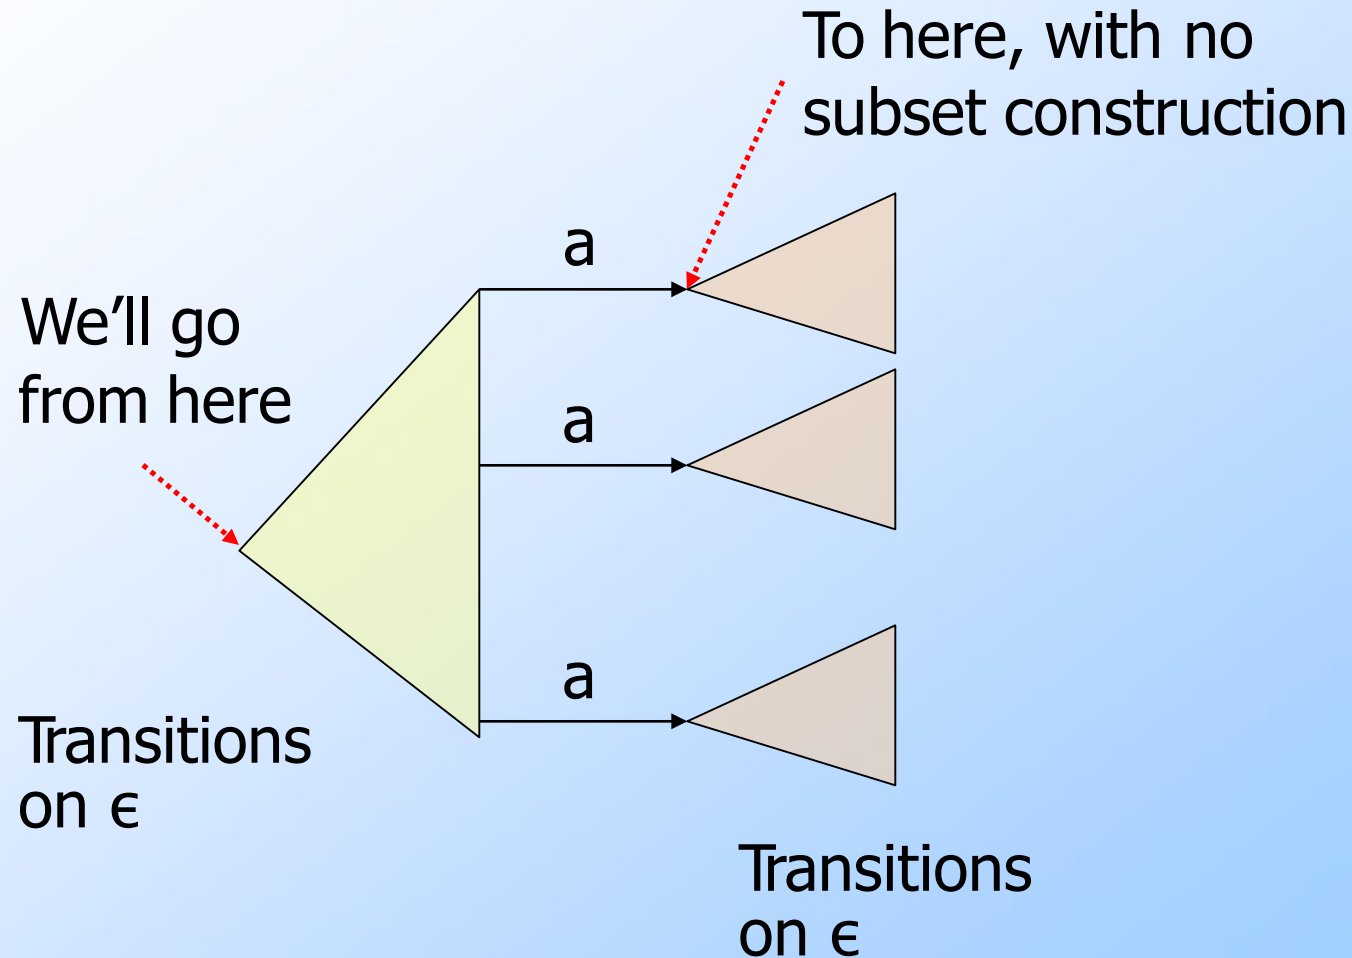 To here, with no
subset construction
a
We’ll go
from here
a
a
Transitions
on ϵ
Transitions
on ϵ